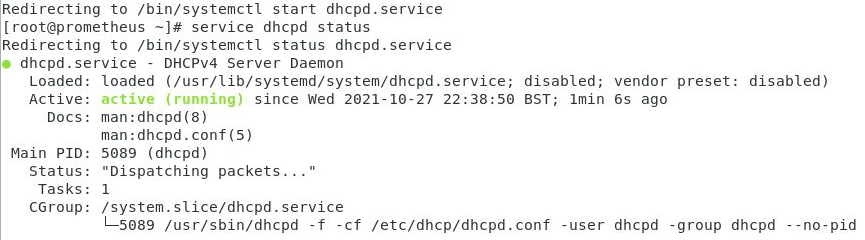 Redirecting to /bin/systemctl start dhcpd.service
[root@prometheus ~]# service dhcpd status
Redirecting to /bin/systemctl status dhcpd.service
● dhcpd.service - DHCPv4 Server Daemon
   Loaded: loaded (/usr/lib/systemd/system/dhcpd.service; disabled; vendor preset: disabled)
   Active: active (running) since Wed 2021-10-27 22:38:50 BST; 1min 6s ago
     Docs: man:dhcpd(8)
           man:dhcpd.conf(5)
 Main PID: 5089 (dhcpd)
   Status: "Dispatching packets..."
    Tasks: 1
   CGroup: /system.slice/dhcpd.service
           └─5089 /usr/sbin/dhcpd -f -cf /etc/dhcp/dhcpd.conf -user dhcpd -group dhcpd --no-pid